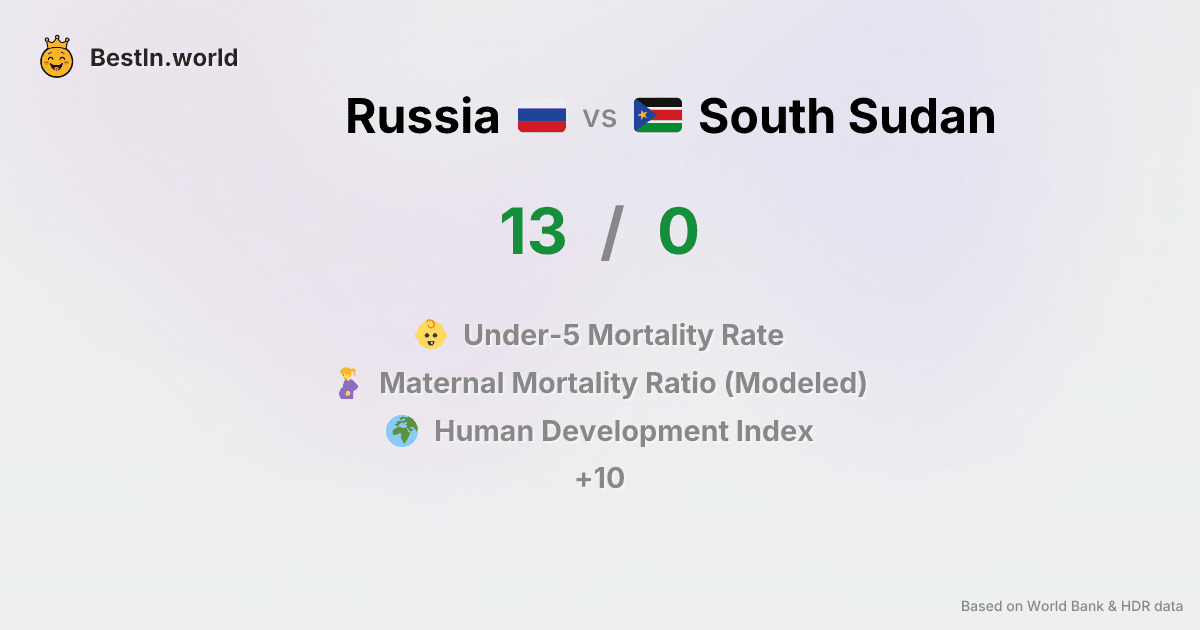 BestIn.world
Russia vs South Sudan
13 / 0
Under-5 Mortality Rate
Maternal Mortality Ratio (Modeled)
Human Development Index
+10
Based on World Bank & HDR data